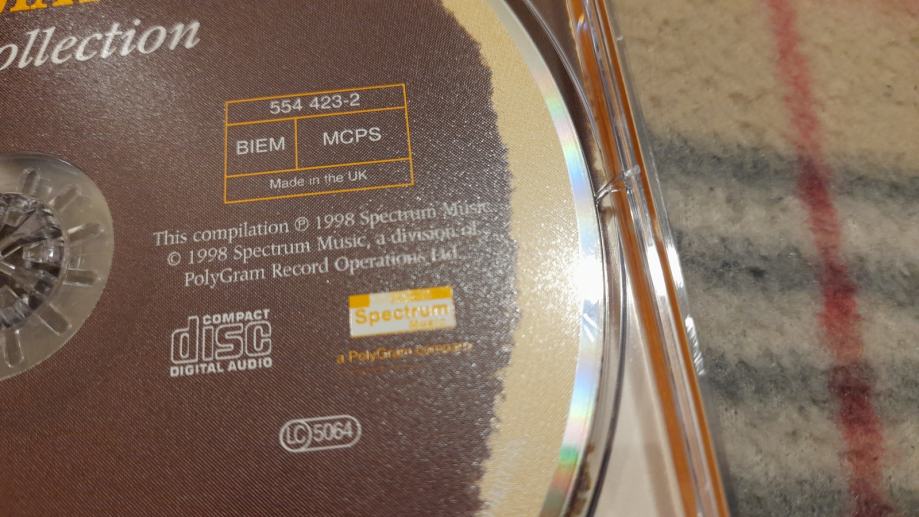 ollection
554 423-2
BIEM MCPS
Made in the UK
This compilation ℗ 1998 Spectrum Music
© 1998 Spectrum Music, a division of
PolyGram Record Operations Ltd.
COMPACT
disc
DIGITAL AUDIO
Spectrum
Music
a PolyGram company
LC 5064